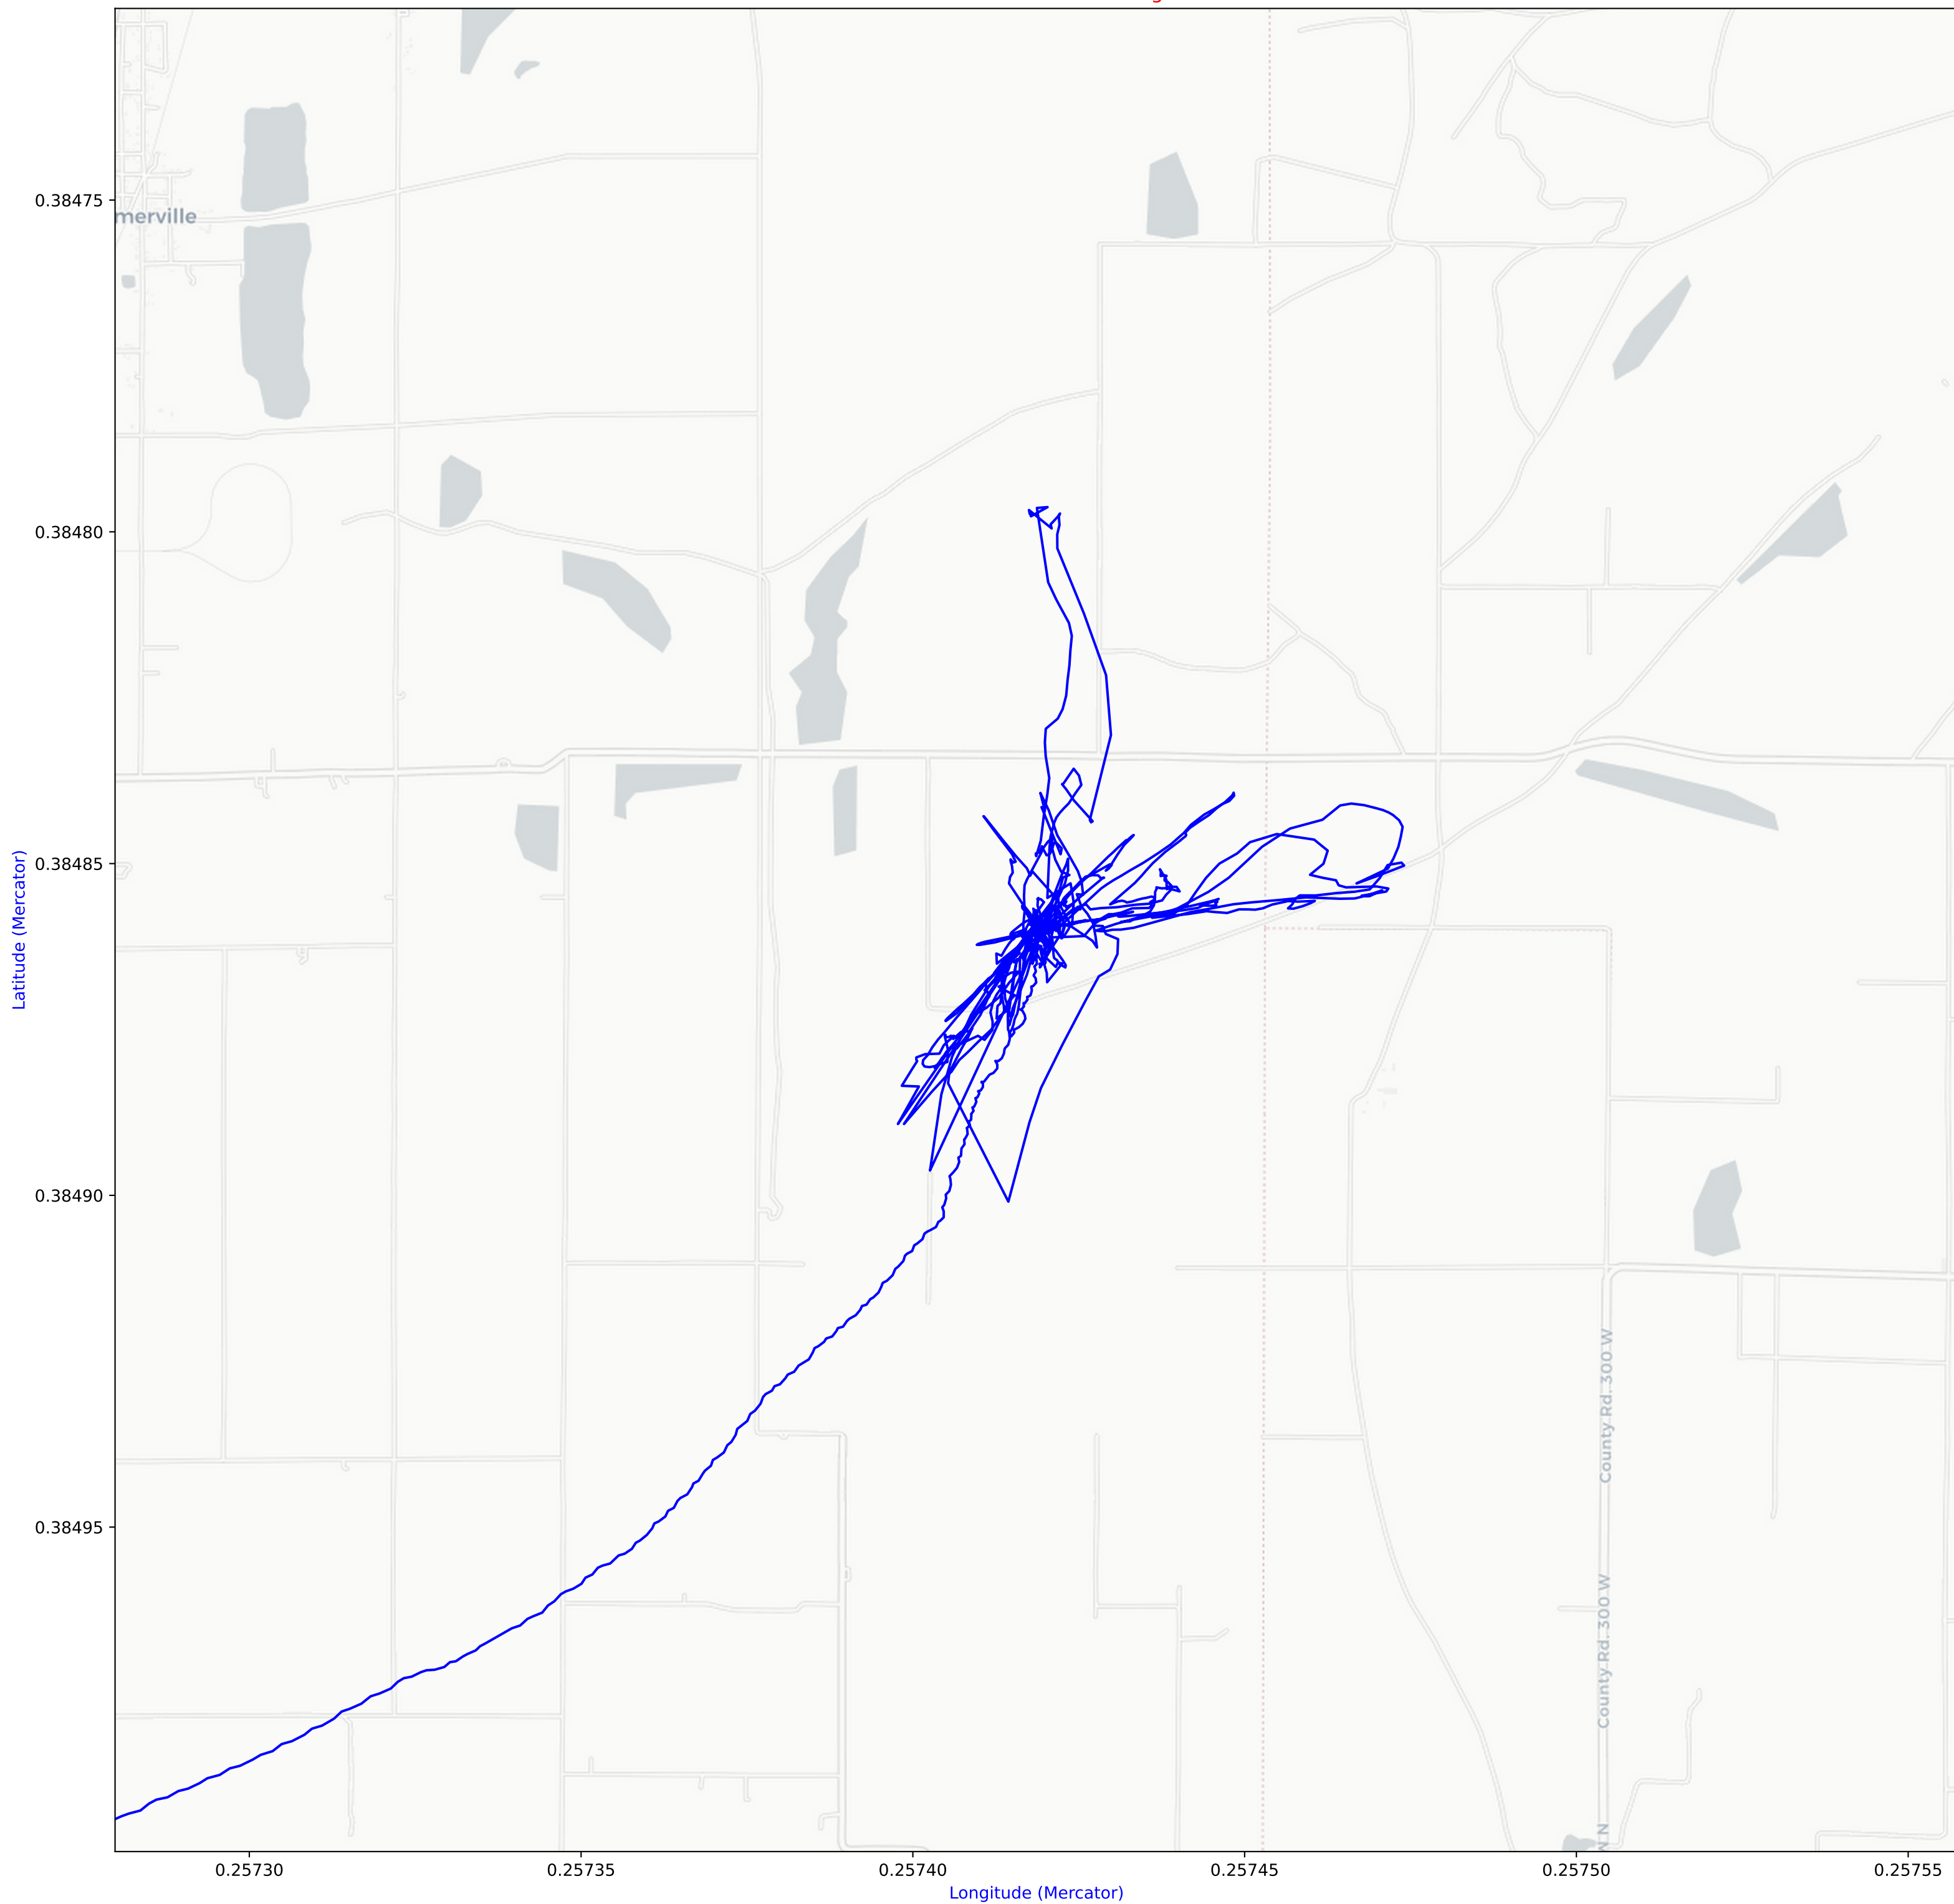 0.38475
merville
0.38480
0.38485
Latitude (Mercator)
0.38490
County Rd. 300 W
0.38495
County Rd. 300 W
N
0.25730
0.25735
0.25740
0.25745
0.25750
0.25755
Longitude (Mercator)